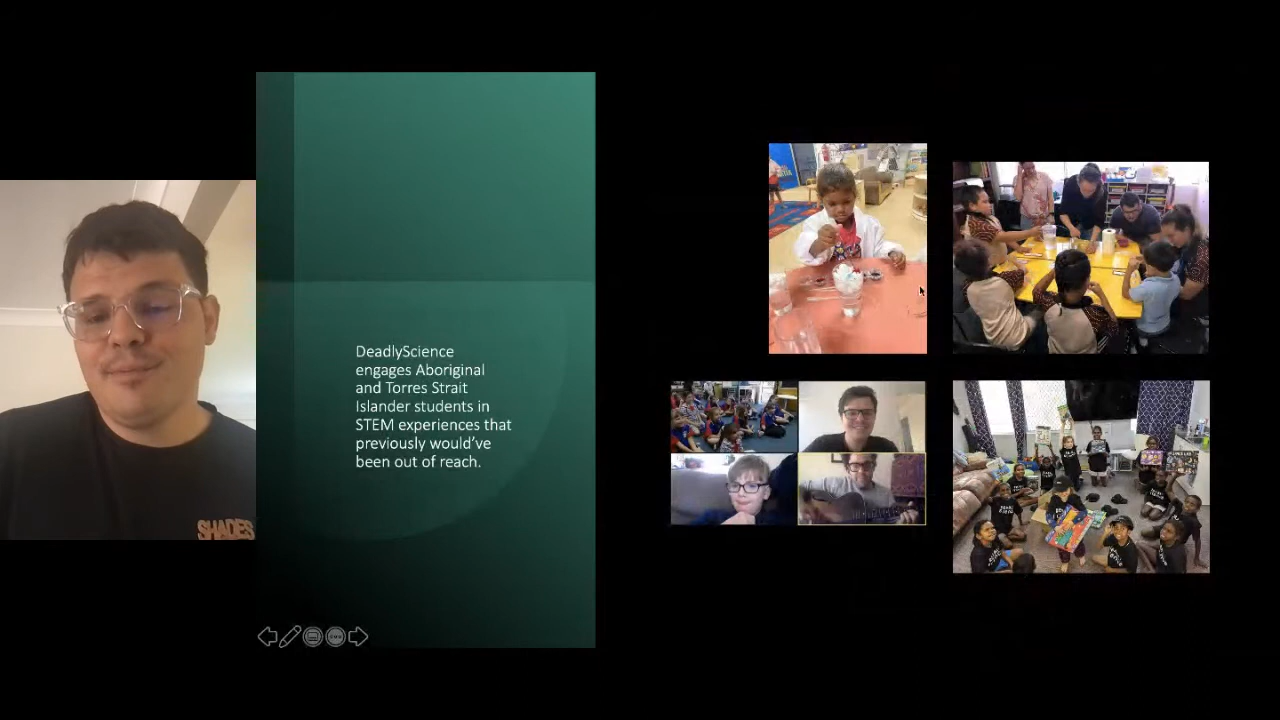 DeadlyScience
engages Aboriginal
and Torres Strait
Islander students in
STEM experiences that
previously would've
been out of reach.
SHADES